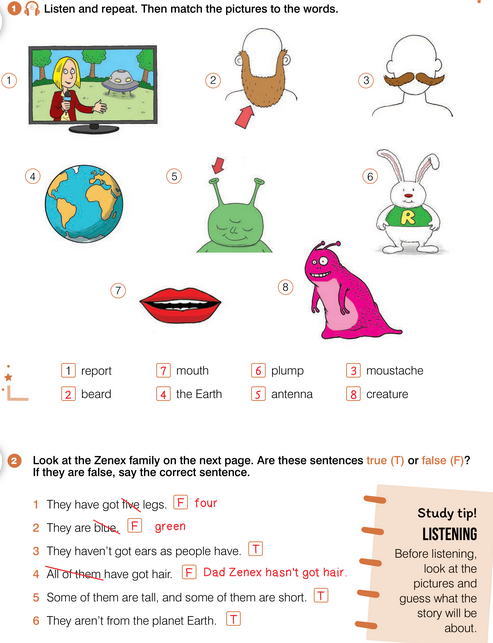 1 Listen and repeat. Then match the pictures to the words.
1
2
3
4
5
6
R
7
8
1 report 7 mouth 6 plump 3 moustache
2 beard 4 the Earth 5 antenna 8 creature
2 Look at the Zenex family on the next page. Are these sentences true (T) or false (F)?
If they are false, say the correct sentence.
1 They have got five legs. F four
2 They are blue. F green
3 They haven't got ears as people have. T
4 All of them have got hair. F Dad Zenex hasn't got hair.
5 Some of them are tall, and some of them are short. T
6 They aren't from the planet Earth. T
Study tip!
LISTENING
Before listening,
look at the
pictures and
guess what the
story will be
about.